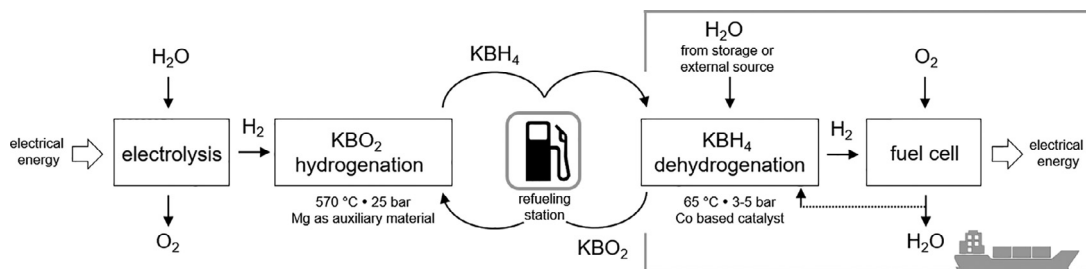 H₂O
electrical
energy
electrolysis
O₂
H₂
KBO₂
hydrogenation
570 °C • 25 bar
Mg as auxiliary material
KBH₄
refueling
station
KBO₂
H₂O
from storage or
external source
KBH₄
dehydrogenation
65 °C • 3-5 bar
Co based catalyst
H₂
O₂
fuel cell
H₂O
electrical
energy